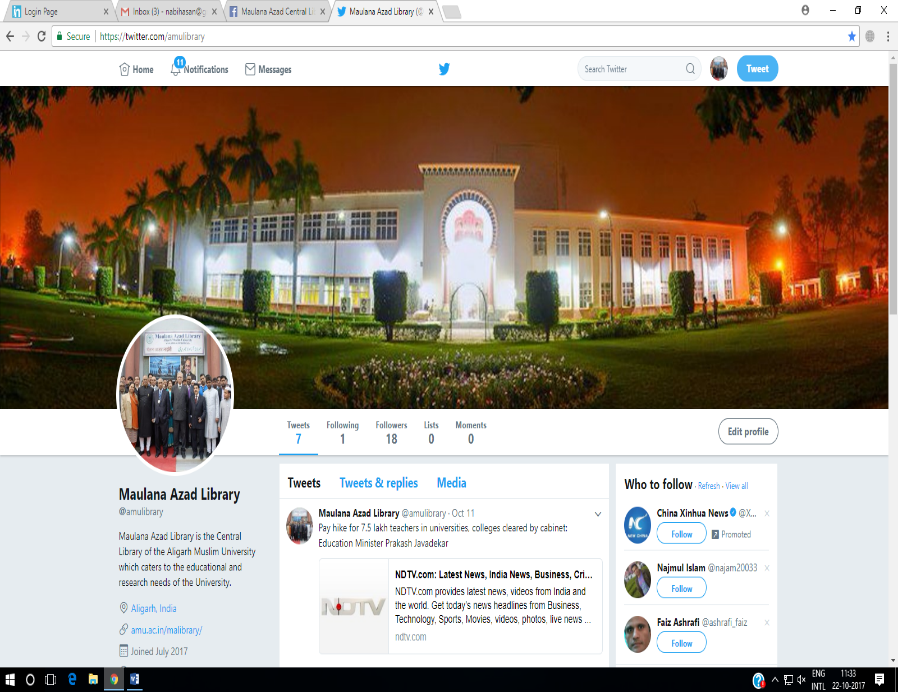 Login Page
Inbox (3) - nabihasan@g
Maulana Azad Central Li
Maulana Azad Library (@
Secure | https://twitter.com/amulibrary
11
Home Notifications Messages
Search Twitter
Tweet
Maulana Azad Library
Tweets Following Followers Lists Moments
7 1 18 0 0
Edit profile
Maulana Azad Library
@amulibrary
Maulana Azad Library is the Central
Library of the Aligarh Muslim University
which caters to the educational and
research needs of the University.
Aligarh, India
amu.ac.in/malibrary/
Joined July 2017
Tweets Tweets & replies Media
Maulana Azad Library @amulibrary · Oct 11
Pay hike for 7.5 lakh teachers in universities, colleges cleared by cabinet:
Education Minister Prakash Javadekar
NDTV
NDTV.com: Latest News, India News, Business, Cri...
NDTV.com provides latest news, videos from India and
the world. Get today's news headlines from Business,
Technology, Sports, Movies, videos, photos, live news ...
ndtv.com
Who to follow · Refresh · View all
China Xinhua News @X...
Follow Promoted
Najmul Islam @najam20033
Follow
Faiz Ashrafi @ashrafi_faiz
Follow
ENG
INTL
11:33
22-10-2017